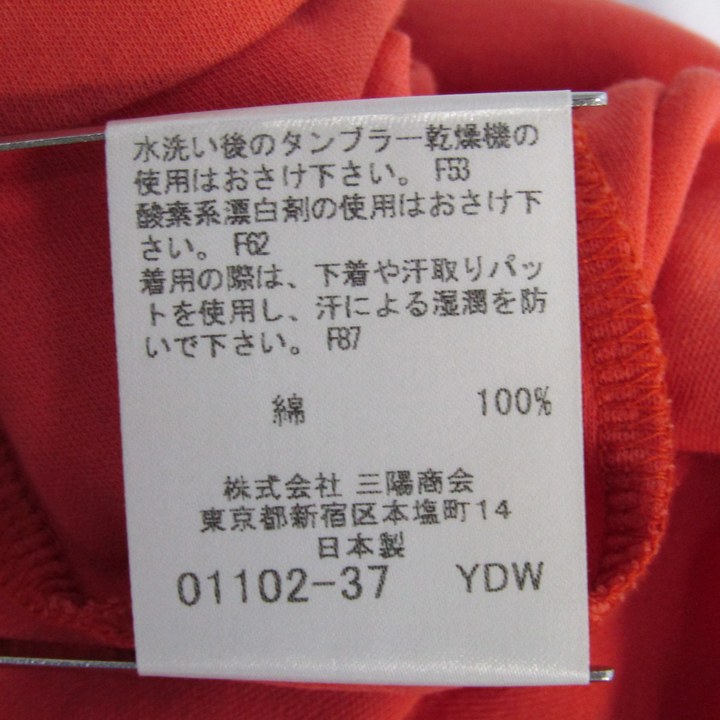 水洗い後のタンブラー乾燥機の
使用はおさけ下さい。 F53
酸素系漂白剤の使用はおさけ下
さい。 F62
着用の際は、下着や汗取りパッ
トを使用し、汗による湿潤を防
いで下さい。 F87
綿 100%
株式会社 三陽商会
東京都新宿区本塩町14
日本製
01102-37 YDW